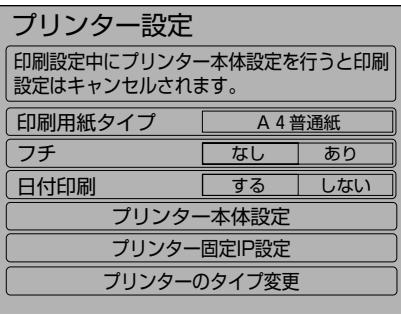 プリンター設定
印刷設定中にプリンター本体設定を行うと印刷
設定はキャンセルされます。
印刷用紙タイプ A4普通紙
フチ なし あり
日付印刷 する しない
プリンター本体設定
プリンター固定IP設定
プリンターのタイプ変更